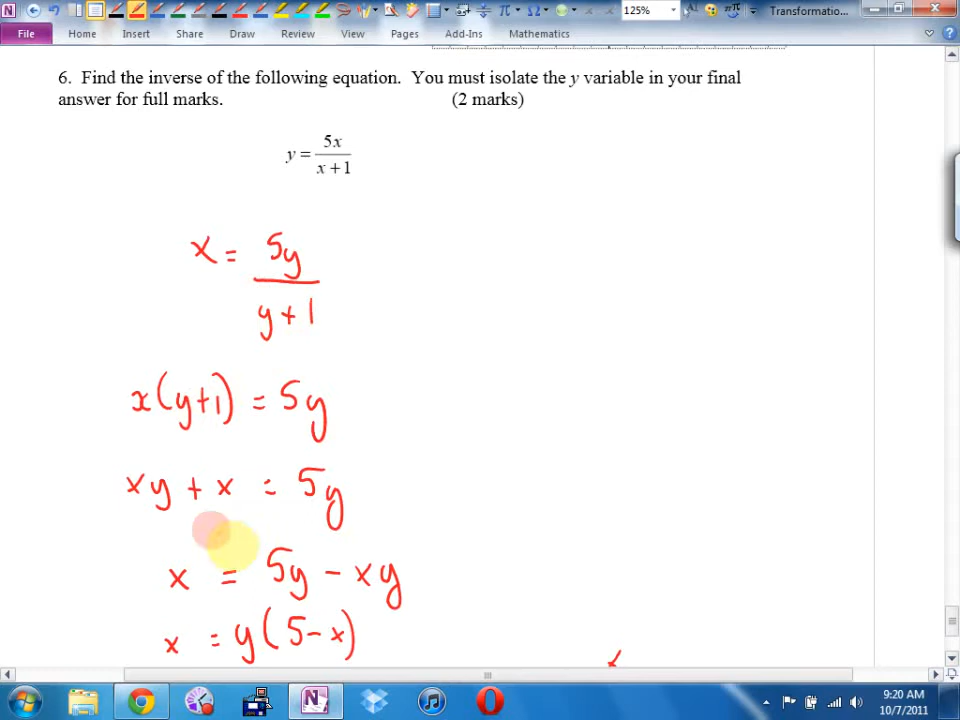 125%
Transformatio...
File Home Insert Share Draw Review View Pages Add-Ins Mathematics
6. Find the inverse of the following equation. You must isolate the y variable in your final
answer for full marks. (2 marks)
y = 5x / x + 1
x = 5y / y + 1
x(y+1) = 5y
xy + x = 5y
x = 5y - xy
x = y(5-x)
9:20 AM
10/7/2011